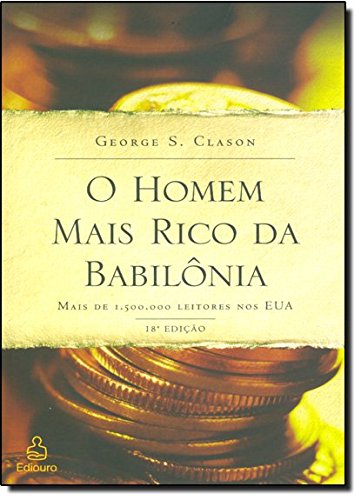 GEORGE S. CLASON
O HOMEM
MAIS RICO DA
BABILÔNIA
MAIS DE 1.500.000 LEITORES NOS EUA
18ª EDIÇÃO
Ediouro